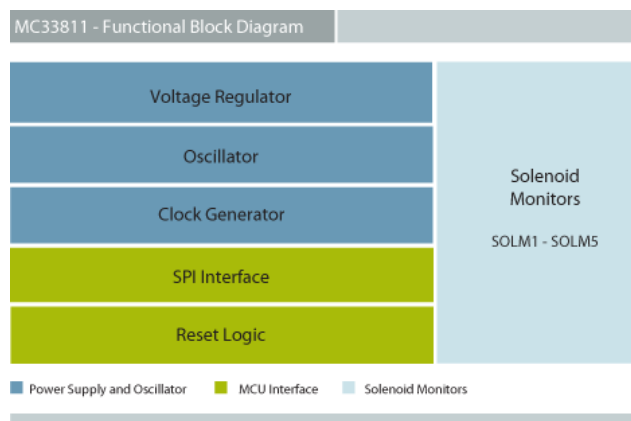 MC33811 - Functional Block Diagram
Voltage Regulator
Oscillator
Clock Generator
SPI Interface
Reset Logic
Solenoid
Monitors
SOLM1 - SOLM5
Power Supply and Oscillator
MCU Interface
Solenoid Monitors